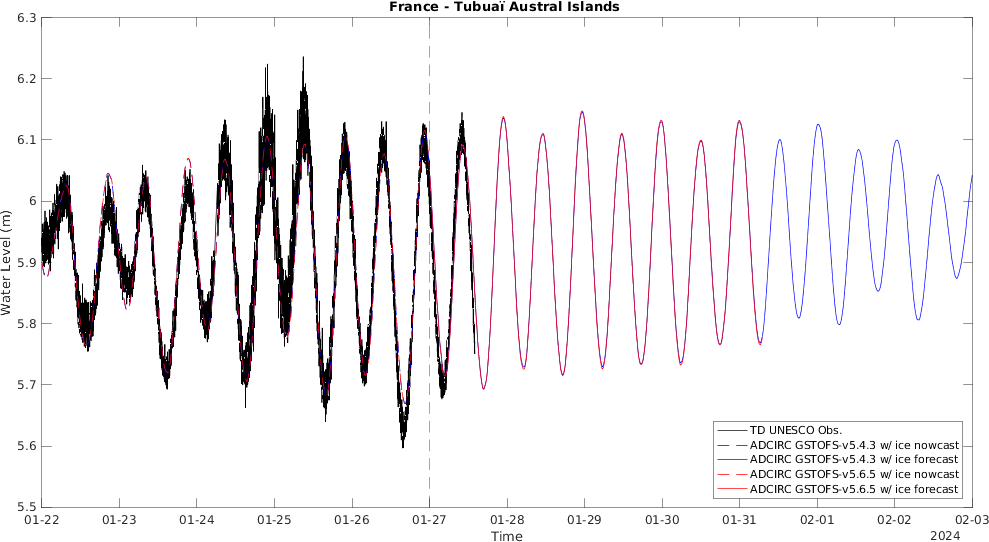 France - Tubuaï Austral Islands
6.3
6.2
6.1
6
5.9
5.8
5.7
5.6
5.5
Water Level (m)
01-22 01-23 01-24 01-25 01-26 01-27 01-28 01-29 01-30 01-31 02-01 02-02 02-03
Time
2024
TD UNESCO Obs.
ADCIRC GSTOFS-v5.4.3 w/ ice nowcast
ADCIRC GSTOFS-v5.4.3 w/ ice forecast
ADCIRC GSTOFS-v5.6.5 w/ ice nowcast
ADCIRC GSTOFS-v5.6.5 w/ ice forecast